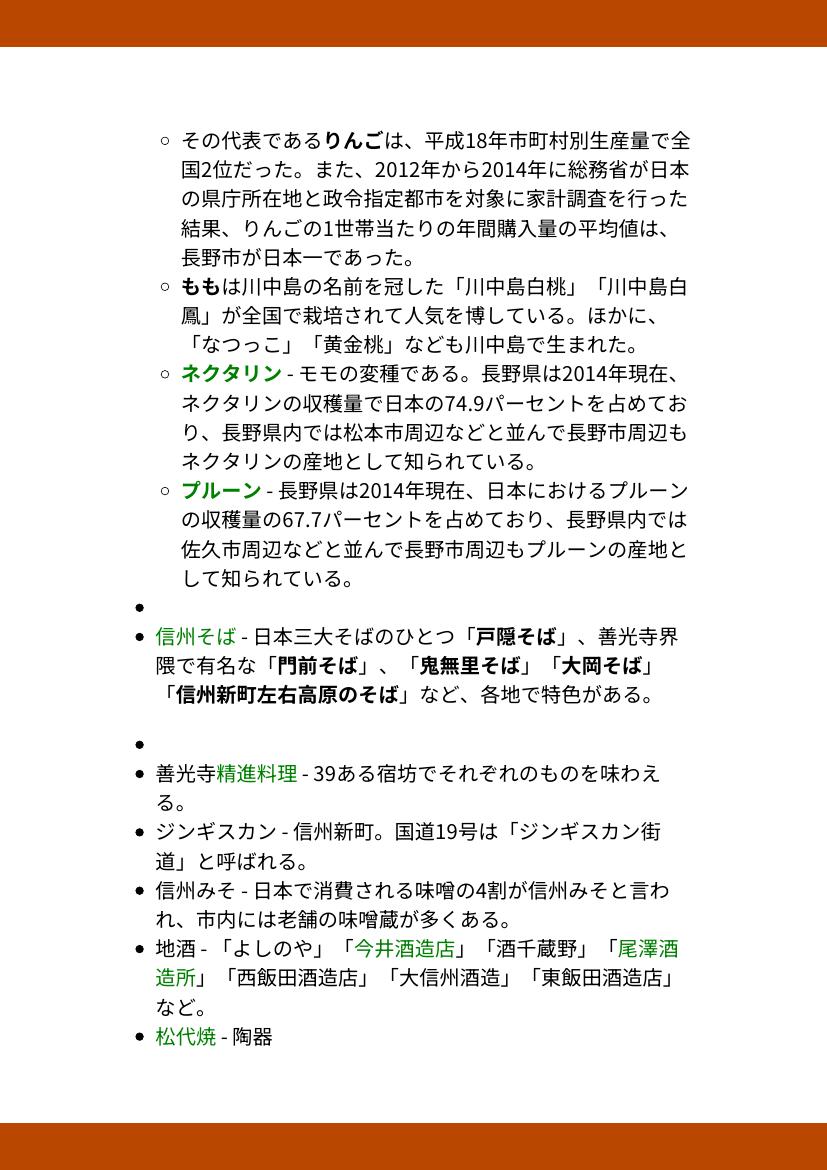 その代表であるりんごは、平成18年市町村別生産量で全
国2位だった。また、2012年から2014年に総務省が日本
の県庁所在地と政令指定都市を対象に家計調査を行った
結果、りんごの1世帯当たりの年間購入量の平均値は、
長野市が日本一であった。
ももは川中島の名前を冠した「川中島白桃」「川中島白
鳳」が全国で栽培されて人気を博している。ほかに、
「なつっこ」「黄金桃」なども川中島で生まれた。
ネクタリン - モモの変種である。長野県は2014年現在、
ネクタリンの収穫量で日本の74.9パーセントを占めてお
り、長野県内では松本市周辺などと並んで長野市周辺も
ネクタリンの産地として知られている。
プルーン - 長野県は2014年現在、日本におけるプルーン
の収穫量の67.7パーセントを占めており、長野県内では
佐久市周辺などと並んで長野市周辺もプルーンの産地と
して知られている。
信州そば - 日本三大そばのひとつ「戸隠そば」、善光寺界
隈で有名な「門前そば」、「鬼無里そば」「大岡そば」
「信州新町左右高原のそば」など、各地で特色がある。
善光寺精進料理 - 39ある宿坊でそれぞれのものを味わえ
る。
ジンギスカン - 信州新町。国道19号は「ジンギスカン街
道」と呼ばれる。
信州みそ - 日本で消費される味噌の4割が信州みそと言わ
れ、市内には老舗の味噌蔵が多くある。
地酒 - 「よしのや」「今井酒造店」「酒千蔵野」「尾澤酒
造所」「西飯田酒造店」「大信州酒造」「東飯田酒造店」
など。
松代焼 - 陶器